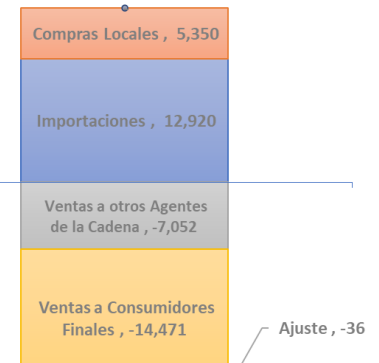 Compras Locales ,  5,350
Importaciones ,  12,920
Ventas a otros Agentes
de la Cadena , -7,052
Ventas a Consumidores
Finales , -14,471
Ajuste , -36